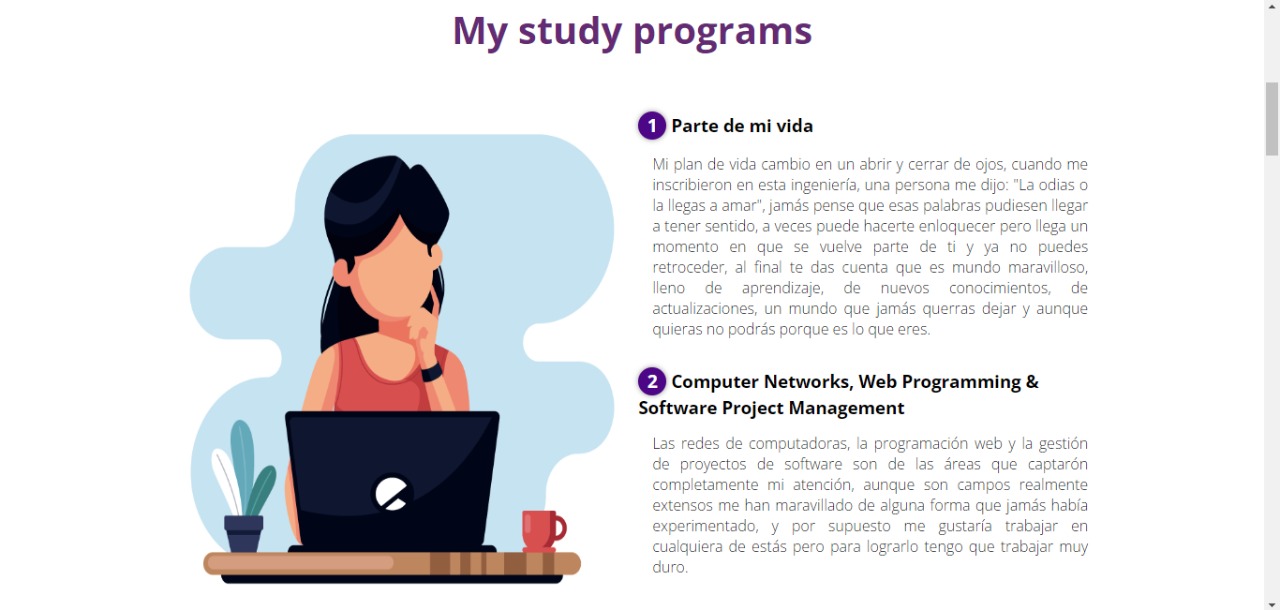 My study programs
1 Parte de mi vida
Mi plan de vida cambio en un abrir y cerrar de ojos, cuando me
inscribieron en esta ingeniería, una persona me dijo: "La odias o
la llegas a amar", jamás pense que esas palabras pudiesen llegar
a tener sentido, a veces puede hacerte enloquecer pero llega un
momento en que se vuelve parte de ti y ya no puedes
retroceder, al final te das cuenta que es mundo maravilloso,
lleno de aprendizaje, de nuevos conocimientos, de
actualizaciones, un mundo que jamás querras dejar y aunque
quieras no podrás porque es lo que eres.
2 Computer Networks, Web Programming &
Software Project Management
Las redes de computadoras, la programación web y la gestión
de proyectos de software son de las áreas que captarón
completamente mi atención, aunque son campos realmente
extensos me han maravillado de alguna forma que jamás había
experimentado, y por supuesto me gustaría trabajar en
cualquiera de estás pero para lograrlo tengo que trabajar muy
duro.